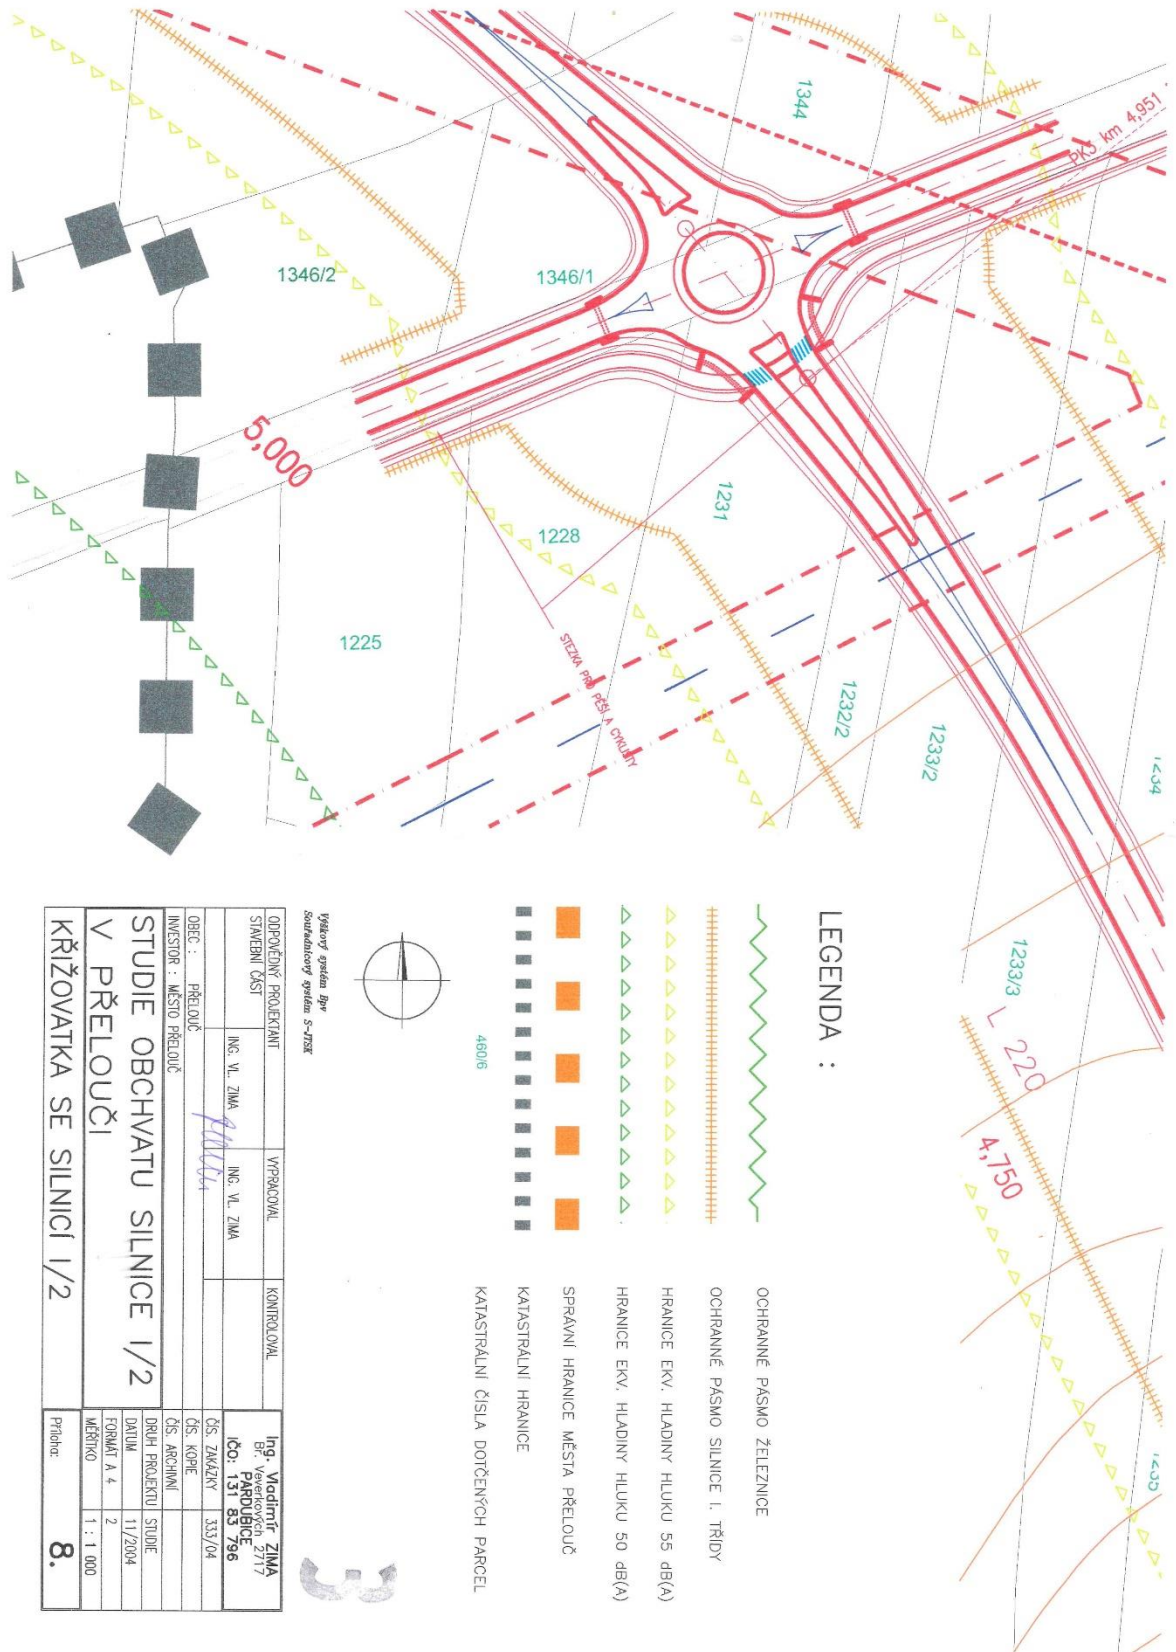 1344
PK5 km 4,951
1346/2
1346/1
5,000
1231
1228
1225
STEZKA PRO PĚŠÍ A CYKLISTY
1232/2
1233/2
1234
1233/3
L 220
4,750
1235
LEGENDA :
OCHRANNÉ PÁSMO ŽELEZNICE
OCHRANNÉ PÁSMO SILNICE I. TŘÍDY
HRANICE EKV. HLADINY HLUKU 55 dB(A)
HRANICE EKV. HLADINY HLUKU 50 dB(A)
SPRÁVNÍ HRANICE MĚSTA PŘELOUČ
KATASTRÁLNÍ HRANICE
460/6
KATASTRÁLNÍ ČÍSLA DOTČENÝCH PARCEL
Výškový systém Bpv
Souřadnicový systém S-JTSK
ODPOVĚDNÝ PROJEKTANT
VYPRACOVAL
KONTROLOVAL
STAVEBNÍ ČÁST
ING. VL. ZIMA
ING. VL. ZIMA
Ing. Vladimír ZIMA
Bř. Veverkových 2717
PARDUBICE
IČO: 131 83 796
OBEC : PŘELOUČ
INVESTOR : MĚSTO PŘELOUČ
STUDIE OBCHVATU SILNICE I/2
V PŘELOUČI
KŘIŽOVATKA SE SILNICÍ I/2
ČÍS. ZAKÁZKY 333/04
ČÍS. KOPIE
ČÍS. ARCHIVNÍ
DRUH PROJEKTU STUDIE
DATUM 11/2004
FORMÁT A 4 2
MĚŘÍTKO 1 : 1 000
Příloha: 8.